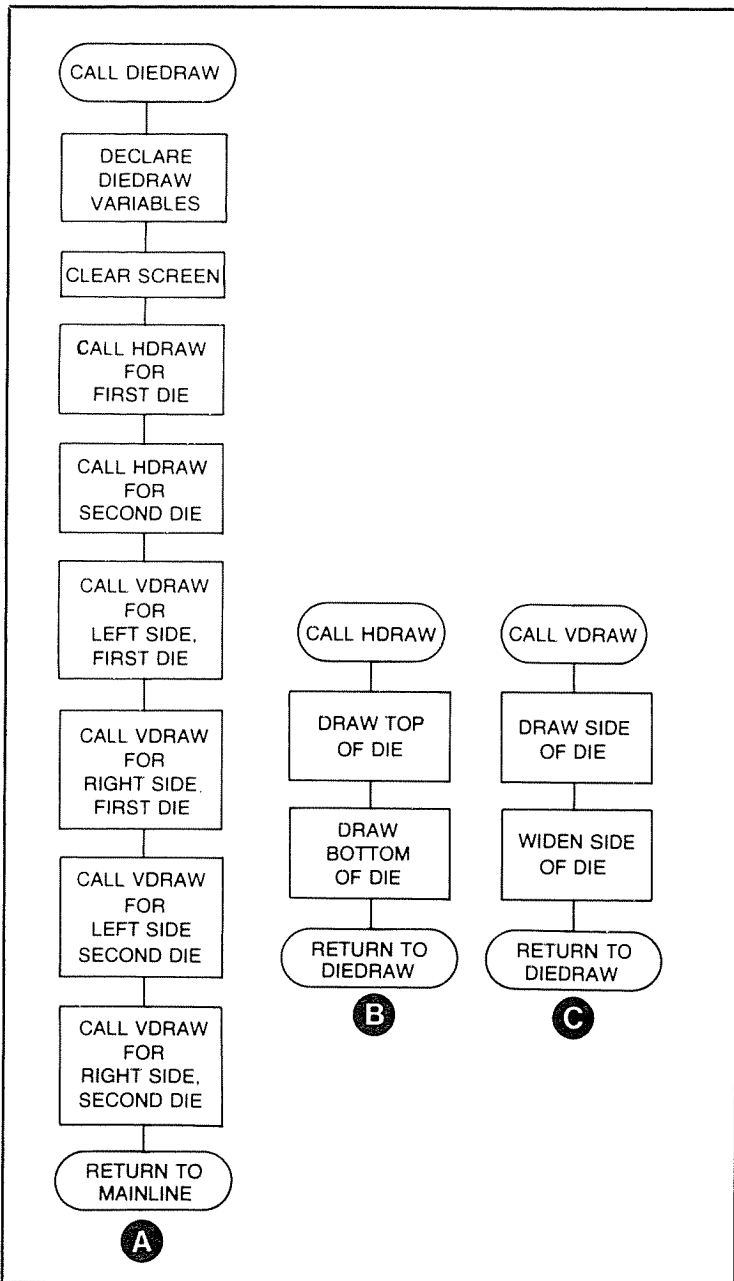 CALL DIEDRAW
DECLARE
DIEDRAW
VARIABLES
CLEAR SCREEN
CALL HDRAW
FOR
FIRST DIE
CALL HDRAW
FOR
SECOND DIE
CALL VDRAW
FOR
LEFT SIDE,
FIRST DIE
CALL VDRAW
FOR
RIGHT SIDE,
FIRST DIE
CALL VDRAW
FOR
LEFT SIDE
SECOND DIE
CALL VDRAW
FOR
RIGHT SIDE,
SECOND DIE
RETURN TO
MAINLINE
A
CALL HDRAW
DRAW TOP
OF DIE
DRAW
BOTTOM
OF DIE
RETURN TO
DIEDRAW
B
CALL VDRAW
DRAW SIDE
OF DIE
WIDEN SIDE
OF DIE
RETURN TO
DIEDRAW
C